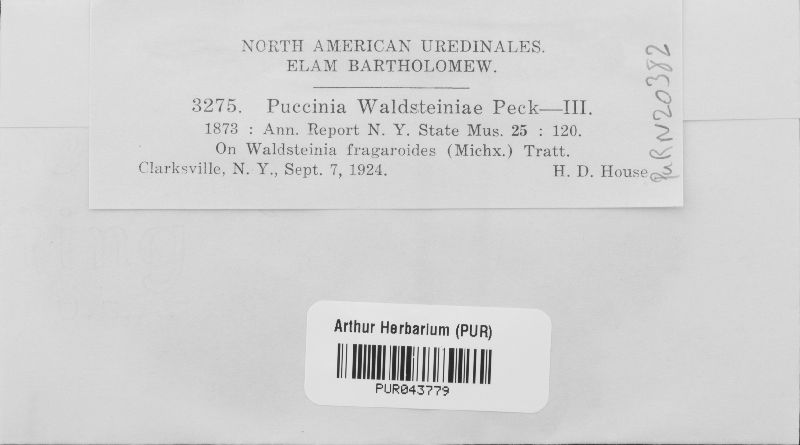 NORTH AMERICAN UREDINALES.
ELAM BARTHOLOMEW.
3275. Puccinia Waldsteiniae Peck—III.
1873 : Ann. Report N. Y. State Mus. 25 : 120.
On Waldsteinia fragaroides (Michx.) Tratt.
Clarksville, N. Y., Sept. 7, 1924. H. D. House
PUR N20382
Arthur Herbarium (PUR)
PUR043779